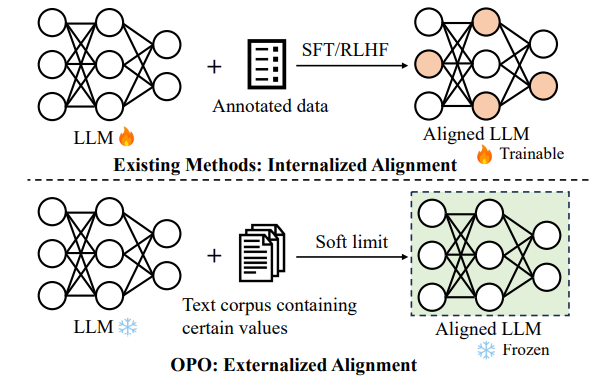 SFT/RLHF
+
Annotated data
LLM
Aligned LLM
Trainable
Existing Methods: Internalized Alignment
+
Soft limit
Text corpus containing
certain values
LLM
Aligned LLM
Frozen
OPO: Externalized Alignment